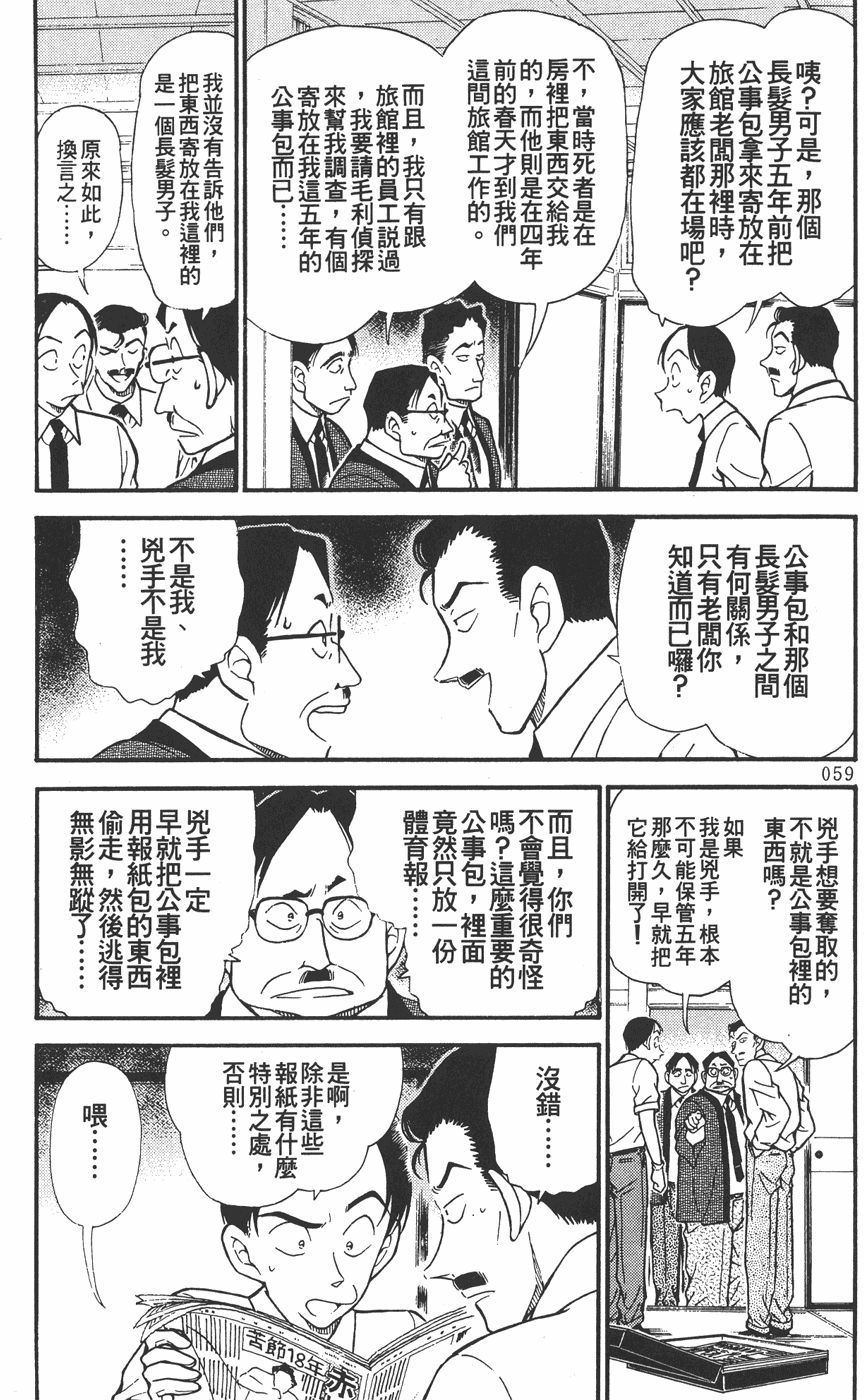 咦？可是，那個
長髮男子五年前把
公事包拿來寄放在
旅館老闆那裡時，
大家應該都在場吧？
不，當時死者是在
房裡把東西交給我
的，而他則是在四年
前的春天才到我們
這間旅館工作的。
而且，我只有跟
旅館裡的員工說過
，我要請毛利偵探
來幫我調查，有個
寄放在我這五年的
公事包而已……
我並沒有告訴他們，
把東西寄放在我這裡的
是一個長髮男子。
原來如此，
換言之……
公事包和那個
長髮男子之間
有何關係，
只有老闆你
知道而已囉？
不是我、
兇手不是我
……
059
兇手想要奪取的，
不就是公事包裡的
東西嗎？
如果
我是兇手，根本
不可能保管五年
那麼久，早就把
它給打開了！
而且，你們
不會覺得很奇怪
嗎？這麼重要的
公事包，裡面
竟然只放一份
體育報……
兇手一定
早就把公事包裡
用報紙包的東西
偷走，然後逃得
無影無蹤了……
沒錯……
是啊，
除非這些
報紙有什麼
特別之處，
否則……
喂……
苦節18年
赤